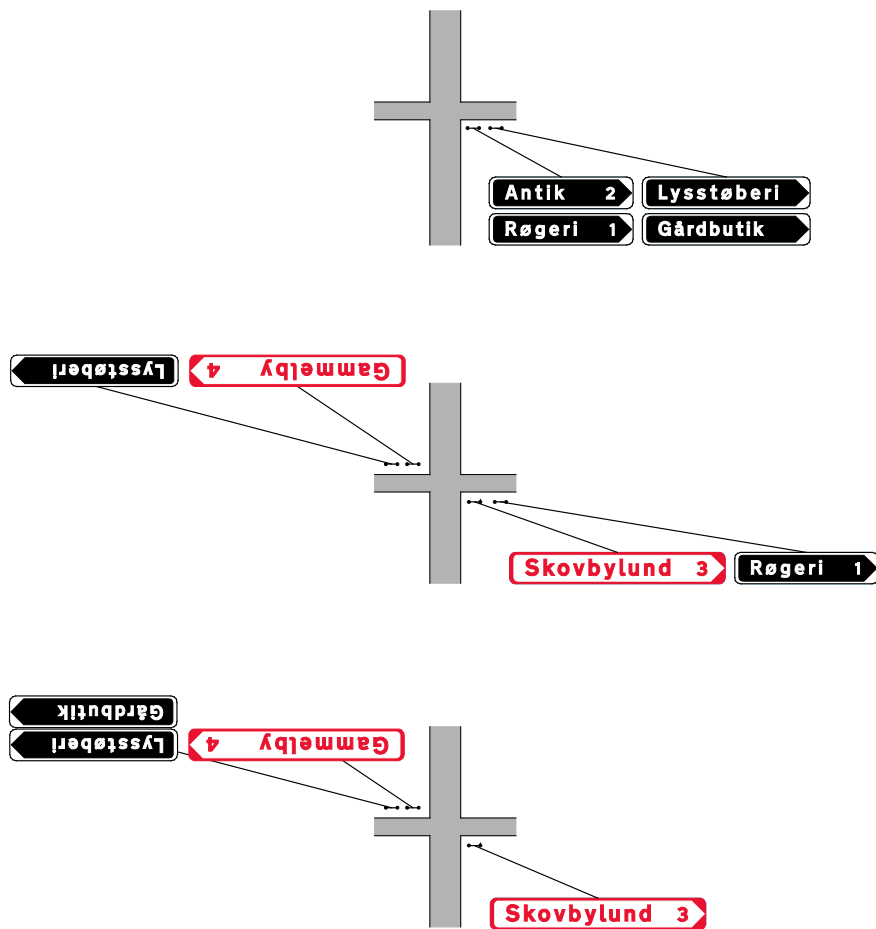 Antik 2
Lysstøberi
Røgeri 1
Gårdbutik
Lysstøberi
Gammelby 4
Skovbylund 3
Røgeri 1
Gårdbutik
Lysstøberi
Gammelby 4
Skovbylund 3